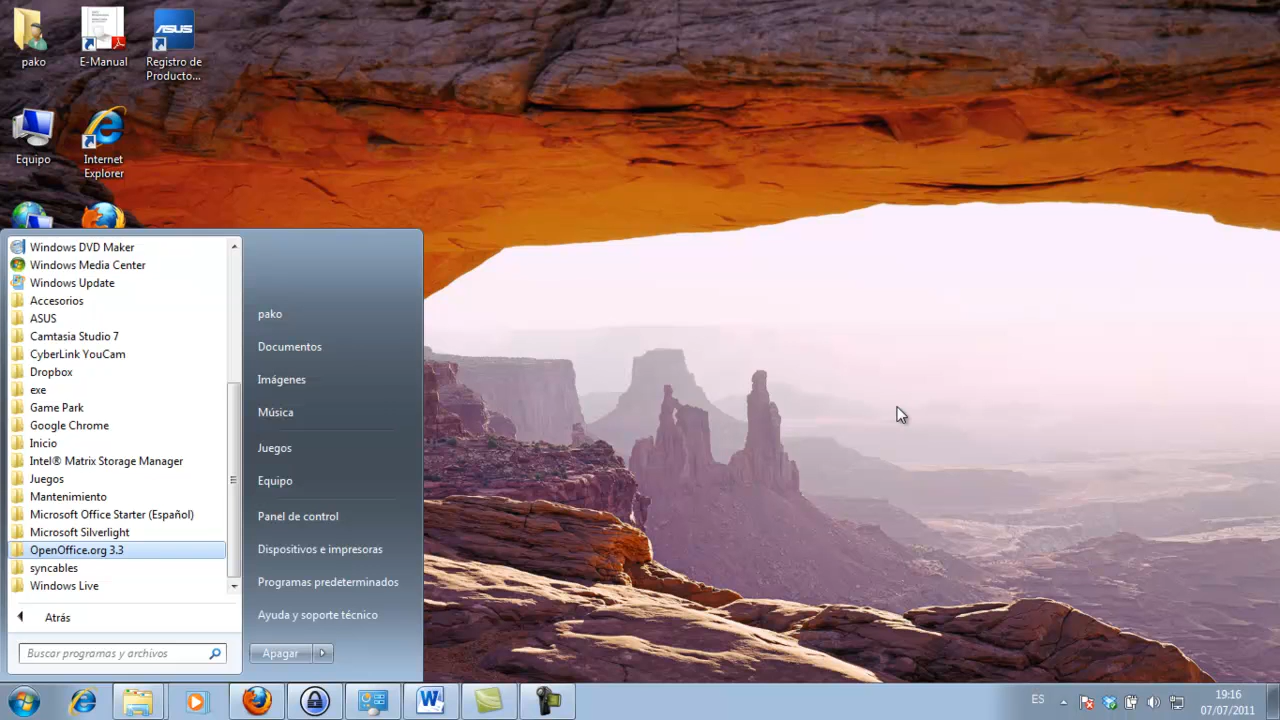 pako
E-Manual
ASUS
Registro de
Producto...
Equipo
Internet
Explorer
Windows DVD Maker
Windows Media Center
Windows Update
Accesorios
ASUS
Camtasia Studio 7
CyberLink YouCam
Dropbox
exe
Game Park
Google Chrome
Inicio
Intel® Matrix Storage Manager
Juegos
Mantenimiento
Microsoft Office Starter (Español)
Microsoft Silverlight
OpenOffice.org 3.3
syncables
Windows Live
Atrás
Buscar programas y archivos
pako
Documentos
Imágenes
Música
Juegos
Equipo
Panel de control
Dispositivos e impresoras
Programas predeterminados
Ayuda y soporte técnico
Apagar
ES
19:16
07/07/2011